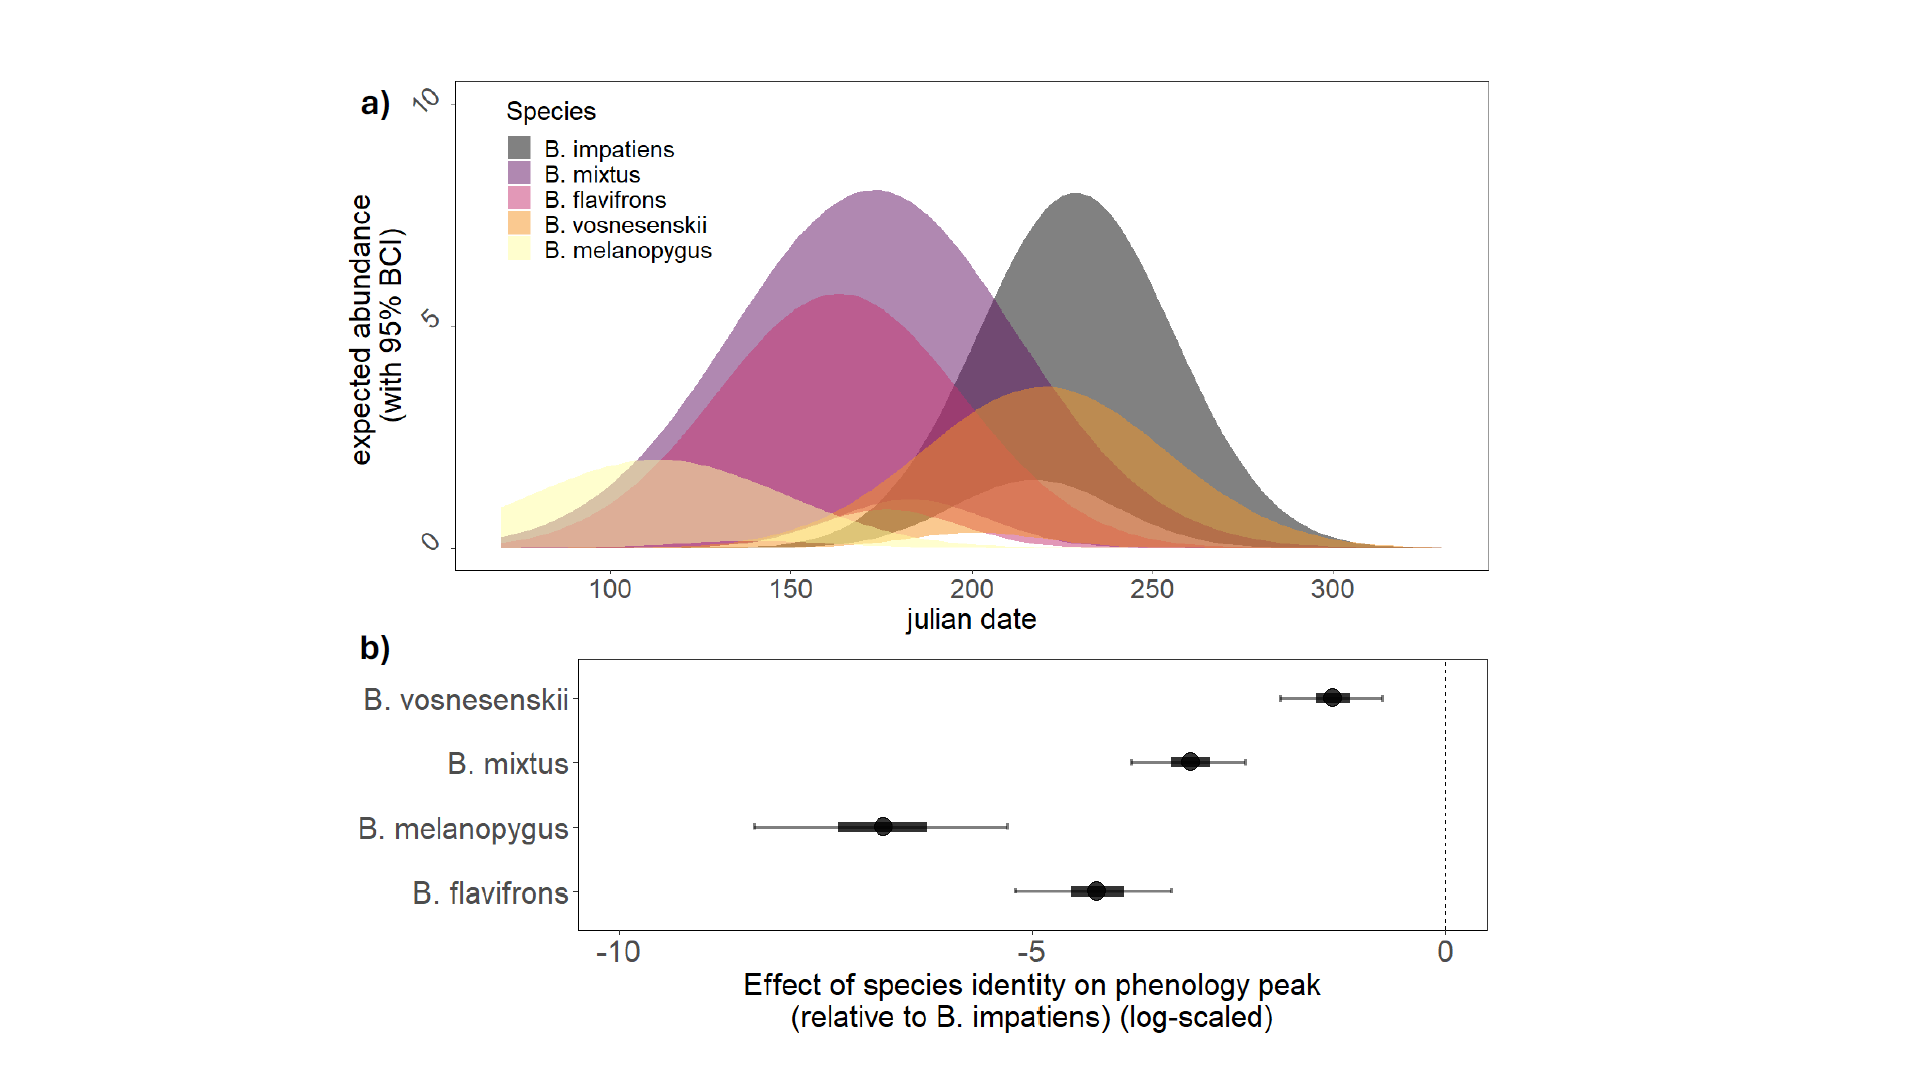 a)
10
5
0
expected abundance
(with 95% BCI)
Species
B. impatiens
B. mixtus
B. flavifrons
B. vosnesenskii
B. melanopygus
100 150 200 250 300
julian date
b)
B. vosnesenskii
B. mixtus
B. melanopygus
B. flavifrons
-10 -5 0
Effect of species identity on phenology peak
(relative to B. impatiens) (log-scaled)